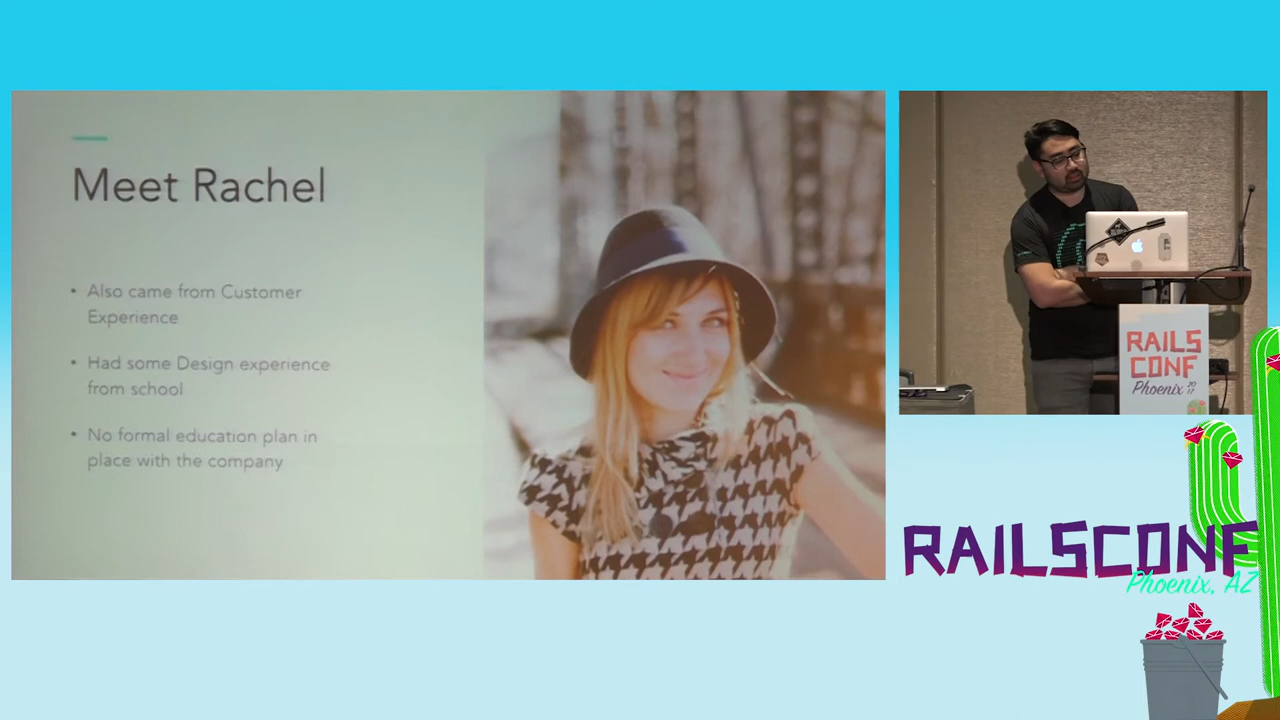 Meet Rachel
• Also came from Customer
Experience
• Had some Design experience
from school
• No formal education plan in
place with the company
RAILS
CONF
Phoenix 2017
RAILSCONF
Phoenix, AZ